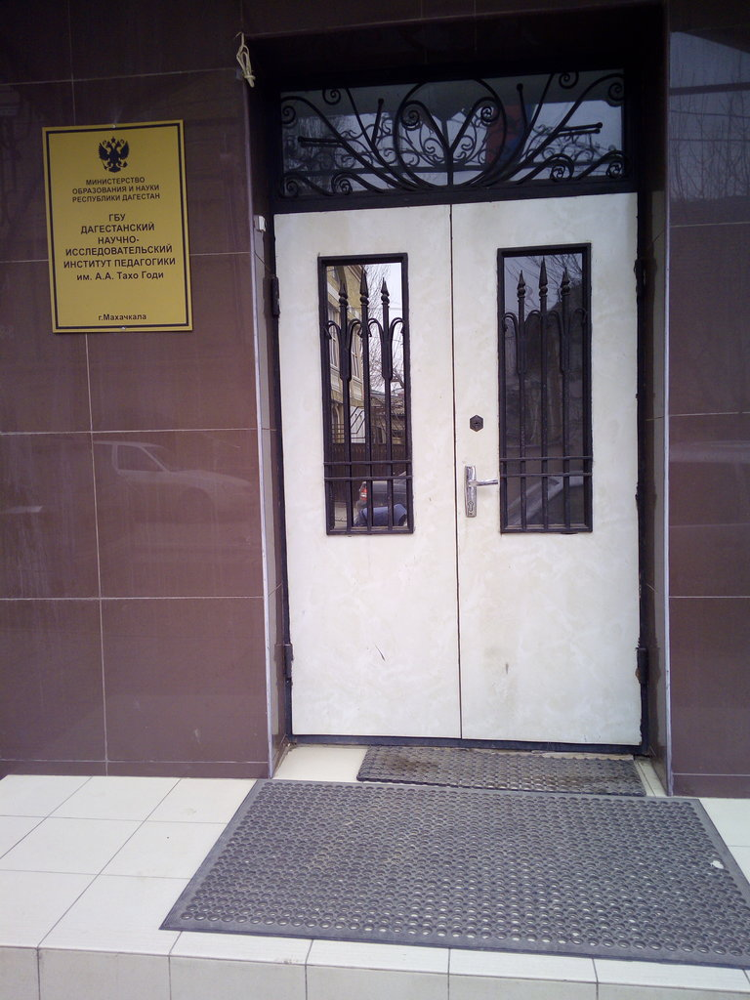 МИНИСТЕРСТВО
ОБРАЗОВАНИЯ И НАУКИ
РЕСПУБЛИКИ ДАГЕСТАН
ГБУ
ДАГЕСТАНСКИЙ
НАУЧНО-
ИССЛЕДОВАТЕЛЬСКИЙ
ИНСТИТУТ ПЕДАГОГИКИ
им. А.А. Тахо Годи
г.Махачкала